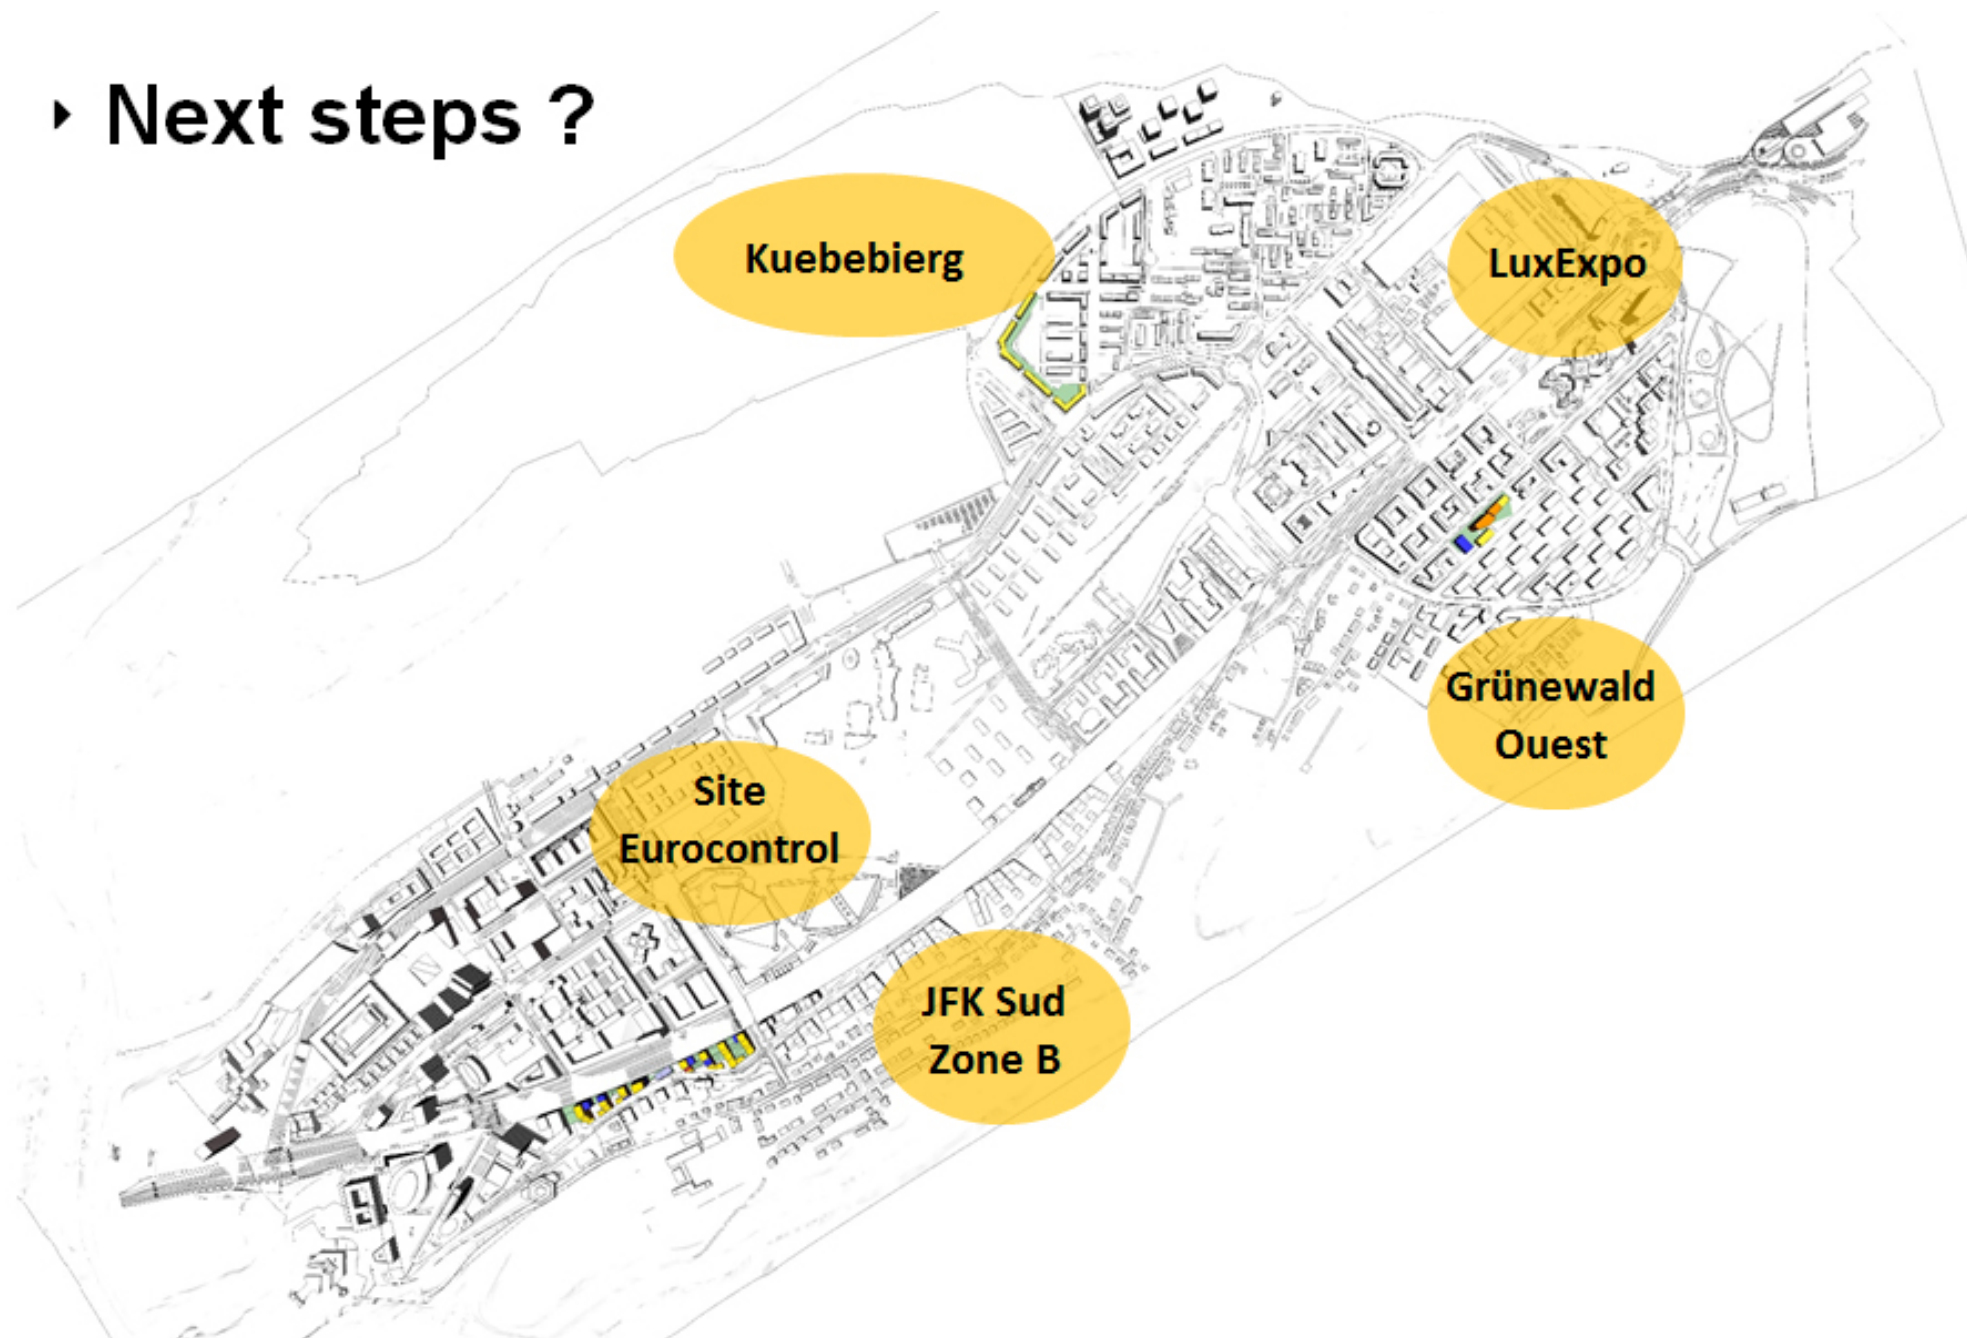 ‣ Next steps ?
Kuebebierg
LuxExpo
Grünewald
Ouest
Site
Eurocontrol
JFK Sud
Zone B